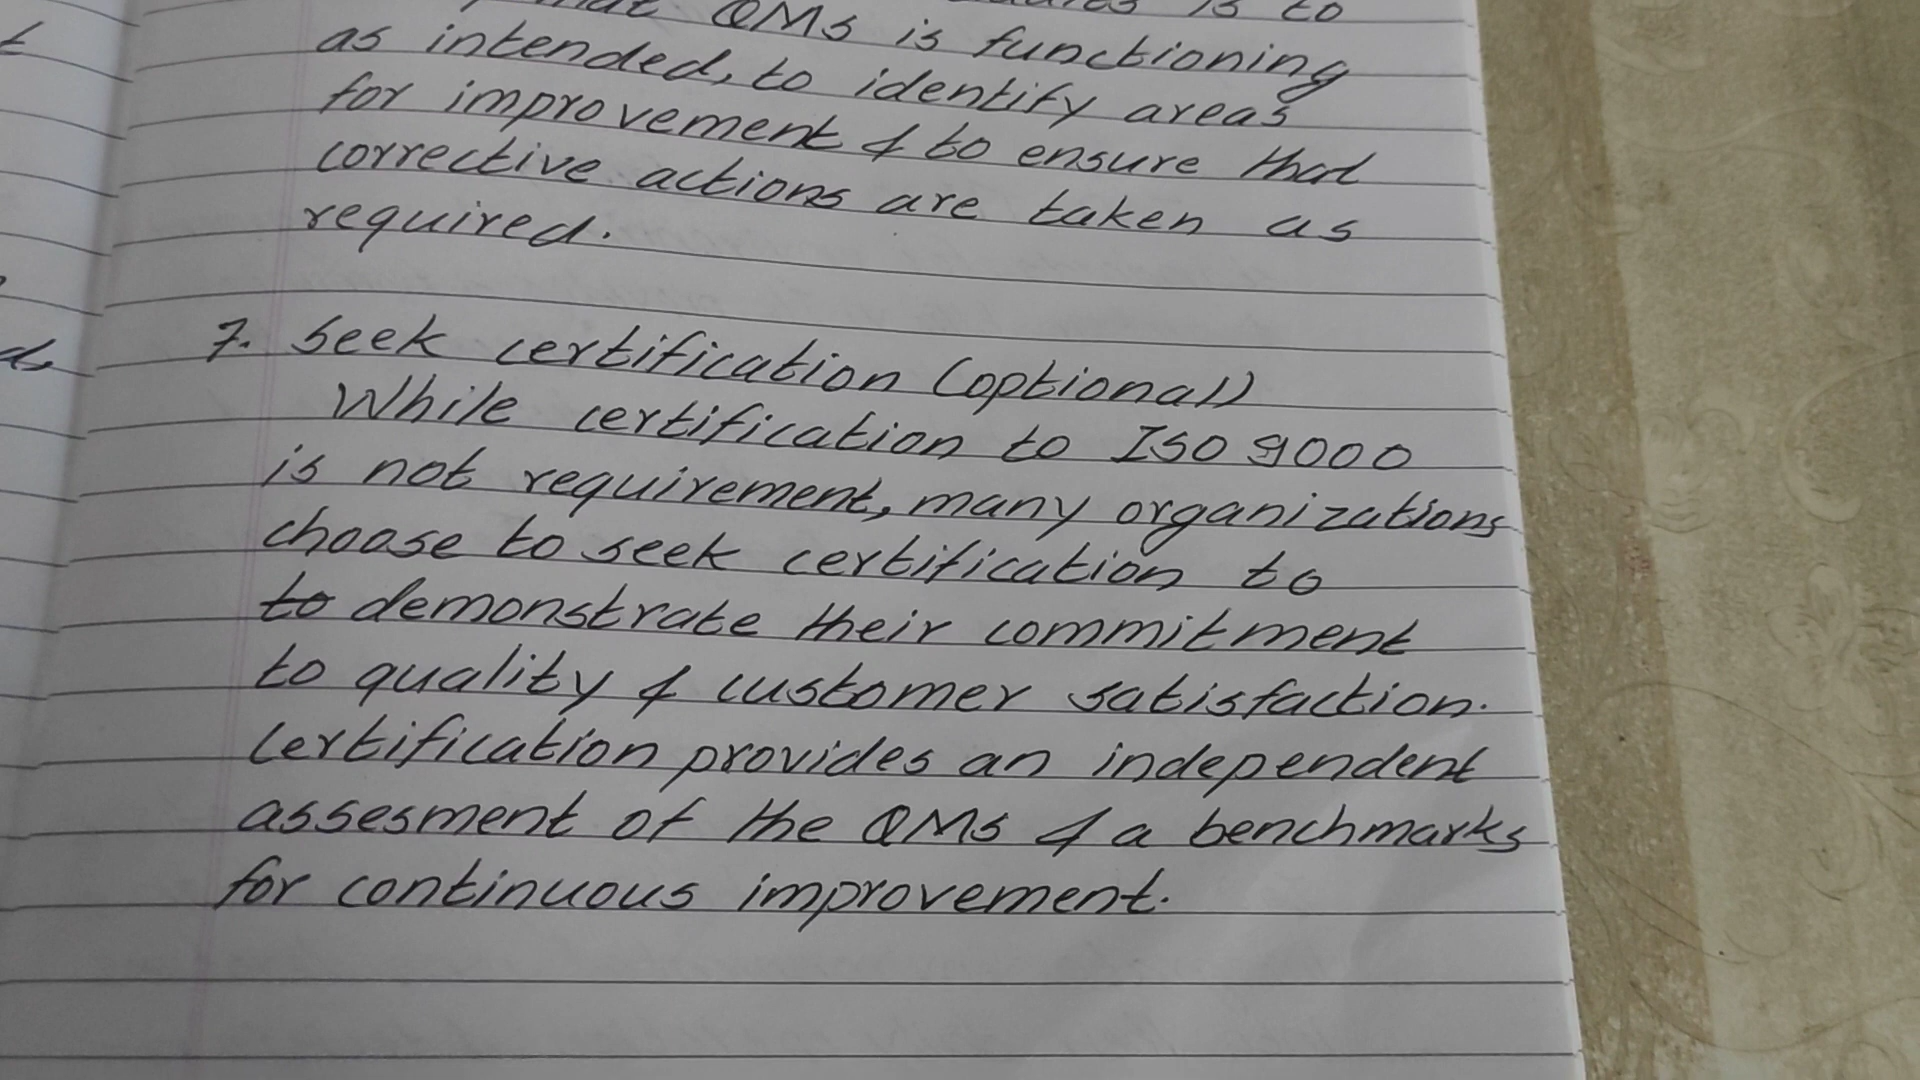 is to
QMS is functioning
as intended, to identify areas
for improvement & to ensure that
corrective actions are taken as
required.
7. Seek certification (optional)
While certification to ISO 9000
is not requirement, many organizations
choose to seek certification to
to demonstrate their commitment
to quality & customer satisfaction.
Certification provides an independent
assesment of the QMS & a benchmarks
for continuous improvement.